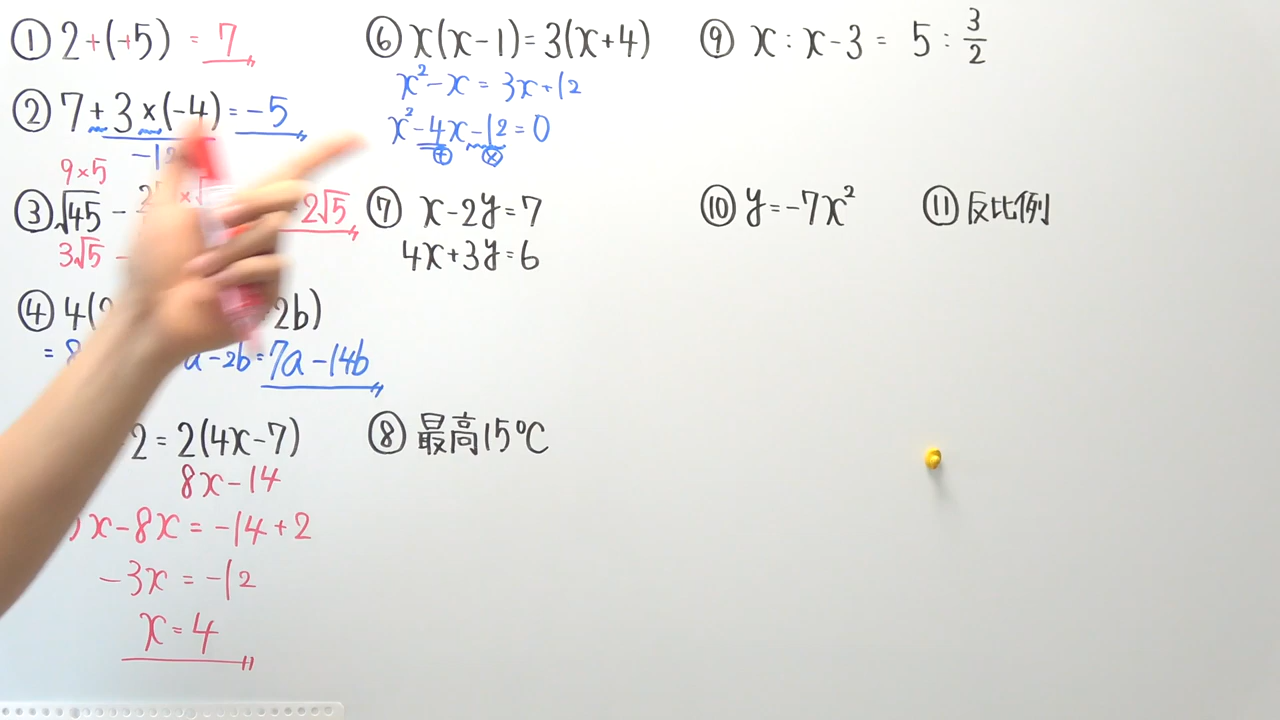 ① 2+(+5) = 7
② 7+3×(-4) = -5
9×5
③ √45 - 2√5
3√5 -
④ 4( 2b)
= 8 a-2b = 7a-14b
2 = 2(4x-7)
8x-14
x-8x = -14+2
-3x = -12
x = 4
⑥ x(x-1) = 3(x+4)
x²-x = 3x+12
x²-4x-12 = 0
⊕ ⊗
⑦ x-2y=7
4x+3y=6
⑧ 最高15℃
⑨ x : x-3 = 5 : 3/2
⑩ y=-7x²
⑪ 反比例